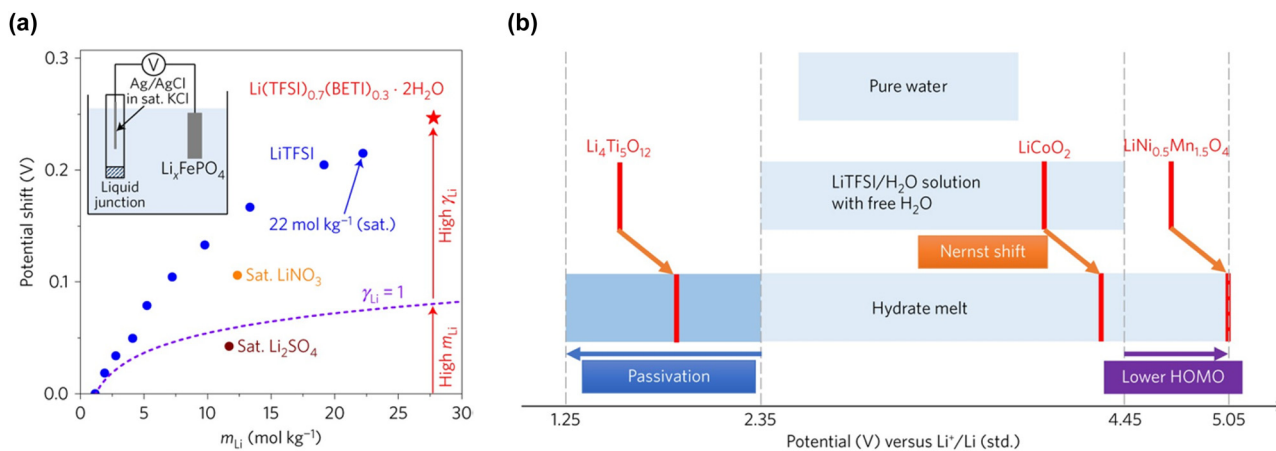 (a)
0.3
0.2
0.1
0.0
Potential shift (V)
V
Ag/AgCl
in sat. KCl
LiₓFePO₄
Liquid
junction
Li(TFSI)₀.₇(BETI)₀.₃ · 2H₂O
LiTFSI
22 mol kg⁻¹ (sat.)
High γLi
Sat. LiNO₃
γLi = 1
Sat. Li₂SO₄
High mLi
0 5 10 15 20 25 30
mLi (mol kg⁻¹)
(b)
Pure water
Li₄Ti₅O₁₂
LiCoO₂
LiNi₀.₅Mn₁.₅O₄
LiTFSI/H₂O solution
with free H₂O
Nernst shift
Hydrate melt
Passivation
Lower HOMO
1.25 2.35 4.45 5.05
Potential (V) versus Li⁺/Li (std.)